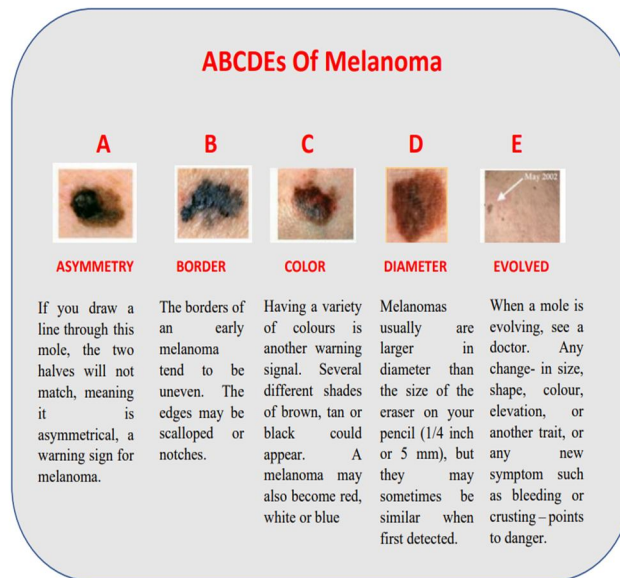 ABCDEs Of Melanoma
A
B
C
D
E
May 2002
ASYMMETRY
BORDER
COLOR
DIAMETER
EVOLVED
If you draw a
line through this
mole, the two
halves will not
match, meaning
it is
asymmetrical, a
warning sign for
melanoma.
The borders of
an early
melanoma
tend to be
uneven. The
edges may be
scalloped or
notches.
Having a variety
of colours is
another warning
signal. Several
different shades
of brown, tan or
black could
appear. A
melanoma may
also become red,
white or blue
Melanomas
usually are
larger in
diameter than
the size of the
eraser on your
pencil (1/4 inch
or 5 mm), but
they may
sometimes be
similar when
first detected.
When a mole is
evolving, see a
doctor. Any
change- in size,
shape, colour,
elevation, or
another trait, or
any new
symptom such
as bleeding or
crusting – points
to danger.